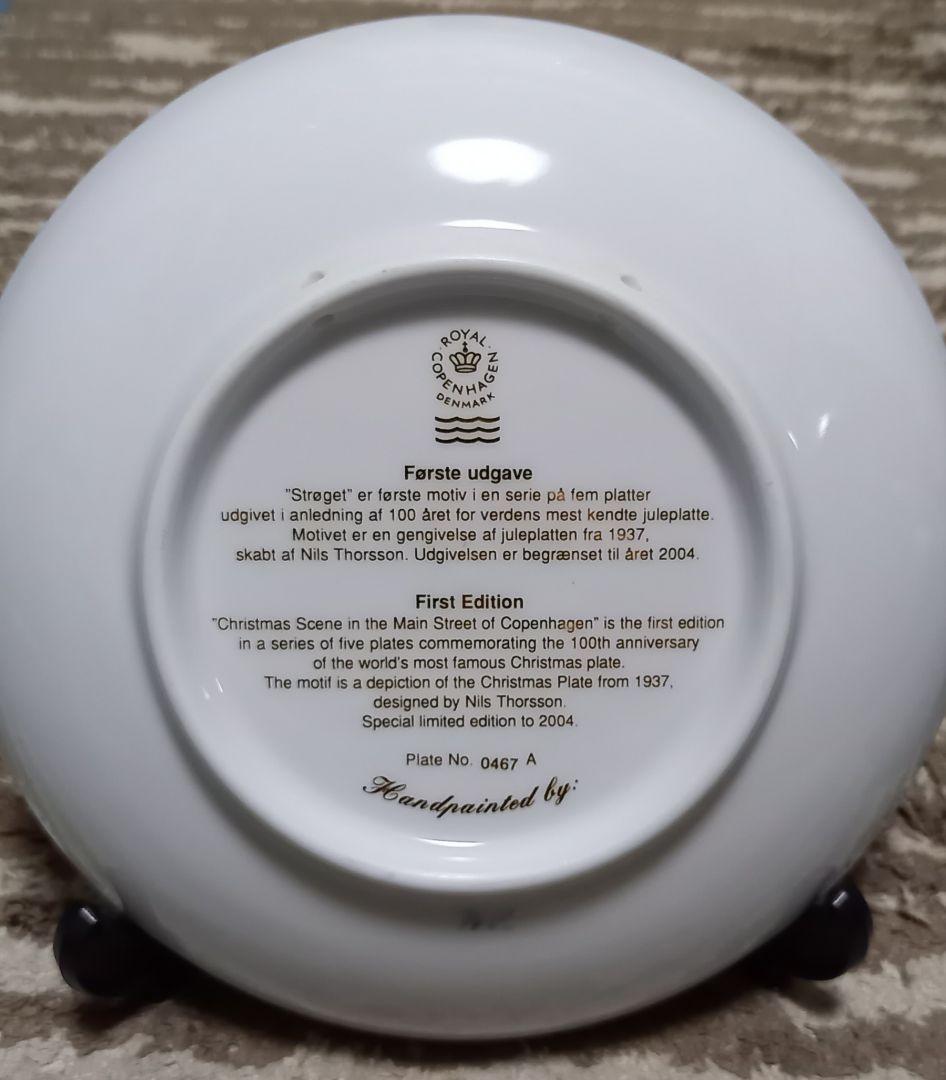 ROYAL
COPENHAGEN
DENMARK
Første udgave
"Strøget" er første motiv i en serie på fem platter
udgivet i anledning af 100 året for verdens mest kendte juleplatte.
Motivet er en gengivelse af juleplatten fra 1937,
skabt af Nils Thorsson. Udgivelsen er begrænset til året 2004.
First Edition
"Christmas Scene in the Main Street of Copenhagen" is the first edition
in a series of five plates commemorating the 100th anniversary
of the world's most famous Christmas plate.
The motif is a depiction of the Christmas Plate from 1937,
designed by Nils Thorsson.
Special limited edition to 2004.
Plate No. 0467 A
Handpainted by: